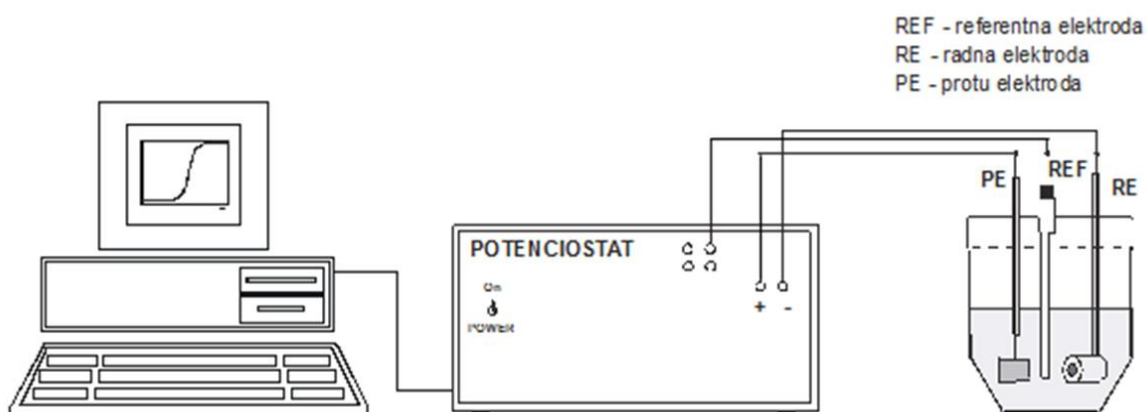 REF - referentna elektroda
RE - radna elektroda
PE - protu elektroda
PE
REF
RE
POTENCIOSTAT
On
POWER
+ -